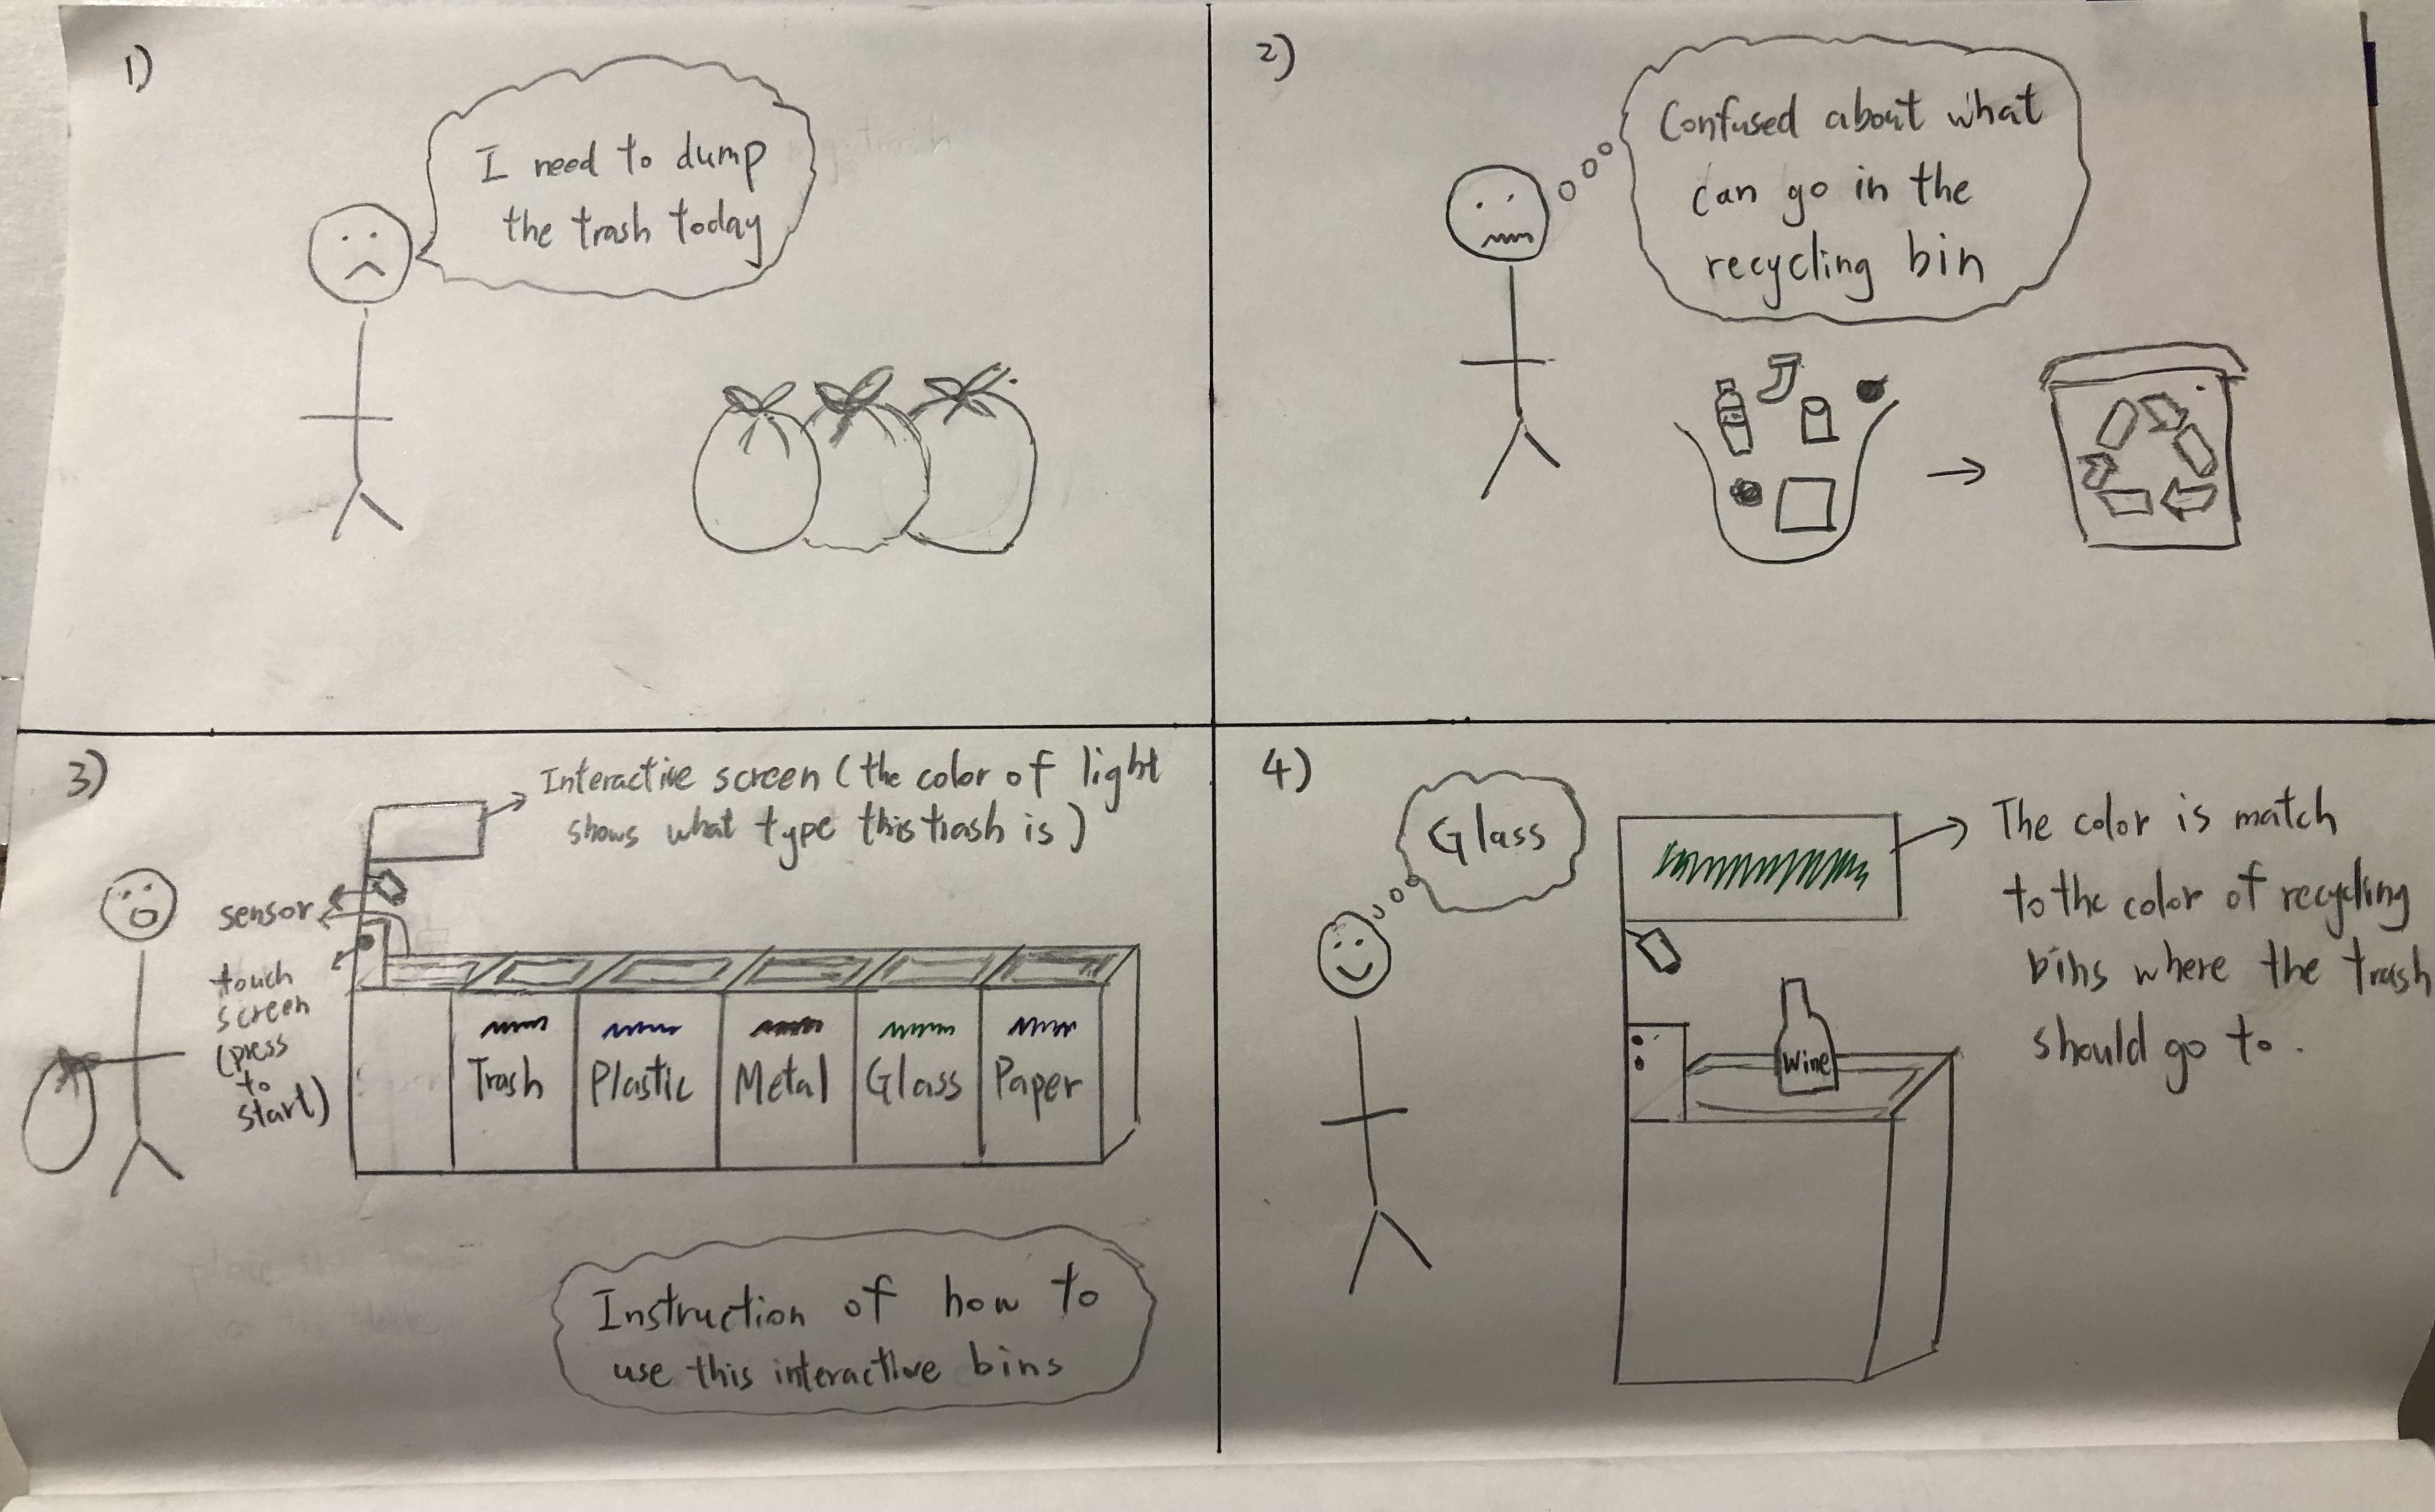 1)
I need to dump
the trash today
2)
Confused about what
can go in the
recycling bin
3)
Interactive screen (the color of light
shows what type this trash is)
sensor
touch
screen
(press
to
start)
Trash Plastic Metal Glass Paper
Instruction of how to
use this interactive bins
4)
Glass
The color is match
to the color of recycling
bins where the trash
should go to.
Wine